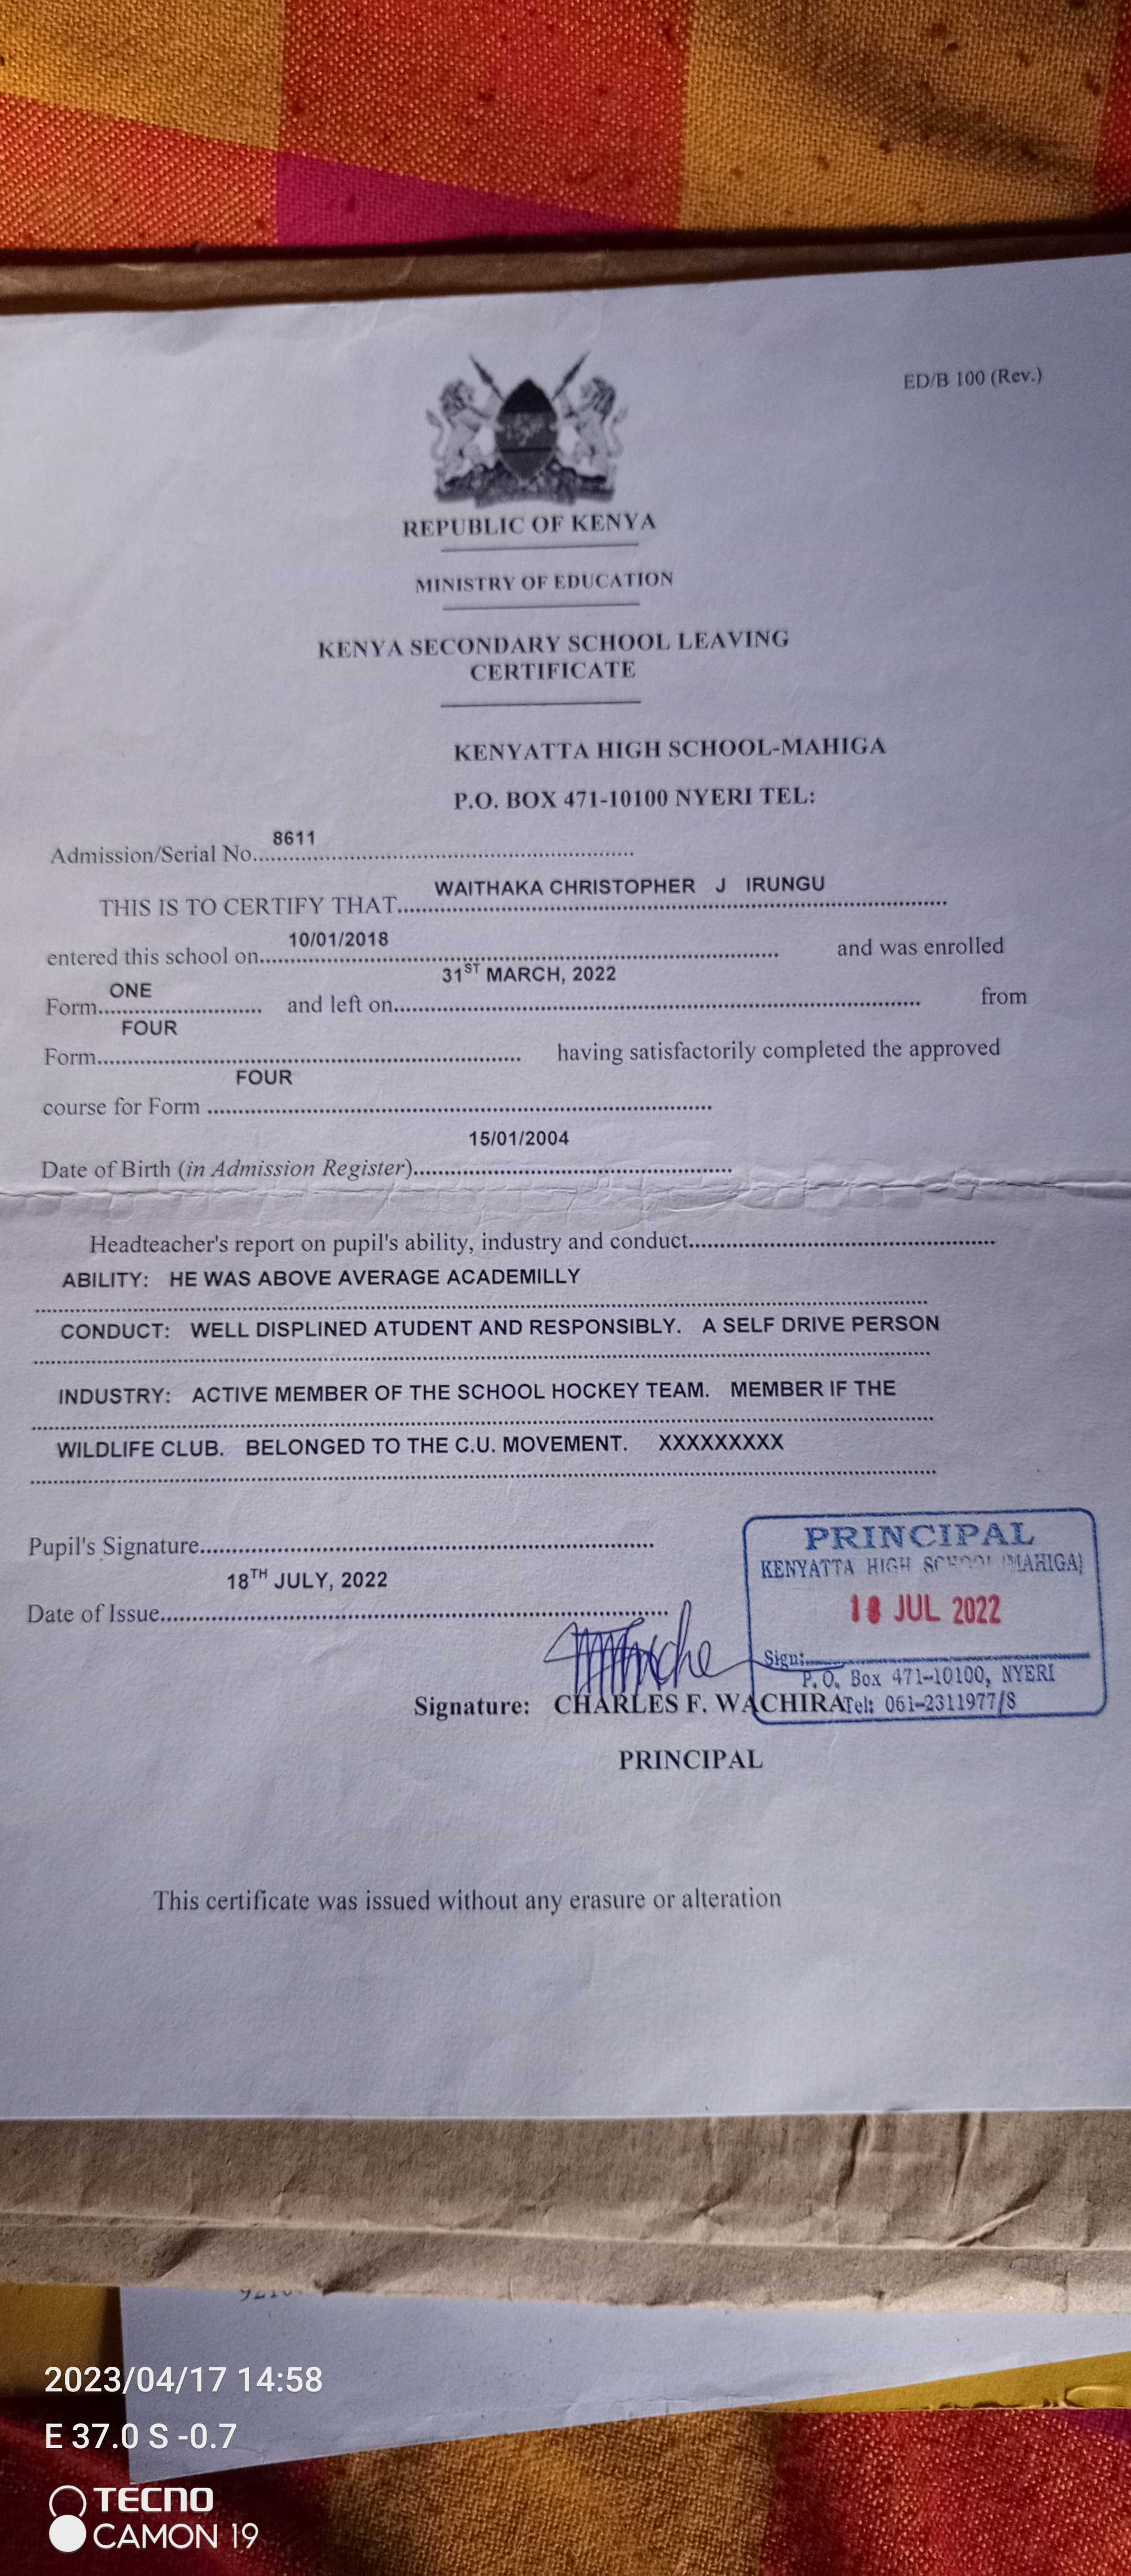 ED/B 100 (Rev.)
REPUBLIC OF KENYA
MINISTRY OF EDUCATION
KENYA SECONDARY SCHOOL LEAVING
CERTIFICATE
KENYATTA HIGH SCHOOL-MAHIGA
P.O. BOX 471-10100 NYERI TEL:
Admission/Serial No. 8611
THIS IS TO CERTIFY THAT WAITHAKA CHRISTOPHER J IRUNGU
entered this school on 10/01/2018 and was enrolled
Form ONE and left on 31ST MARCH, 2022 from
Form FOUR having satisfactorily completed the approved
course for Form FOUR
Date of Birth (in Admission Register) 15/01/2004
Headteacher's report on pupil's ability, industry and conduct
ABILITY: HE WAS ABOVE AVERAGE ACADEMILLY
CONDUCT: WELL DISPLINED ATUDENT AND RESPONSIBLY. A SELF DRIVE PERSON
INDUSTRY: ACTIVE MEMBER OF THE SCHOOL HOCKEY TEAM. MEMBER IF THE
WILDLIFE CLUB. BELONGED TO THE C.U. MOVEMENT. XXXXXXXXX
Pupil's Signature
Date of Issue 18TH JULY, 2022
PRINCIPAL
KENYATTA HIGH SCHOOL (MAHIGA)
18 JUL 2022
Sign:
P.O. Box 471-10100, NYERI
Tel: 061-2311977/8
Signature: CHARLES F. WACHIRA
PRINCIPAL
This certificate was issued without any erasure or alteration
2023/04/17 14:58
E 37.0 S -0.7
TECNO
CAMON 19